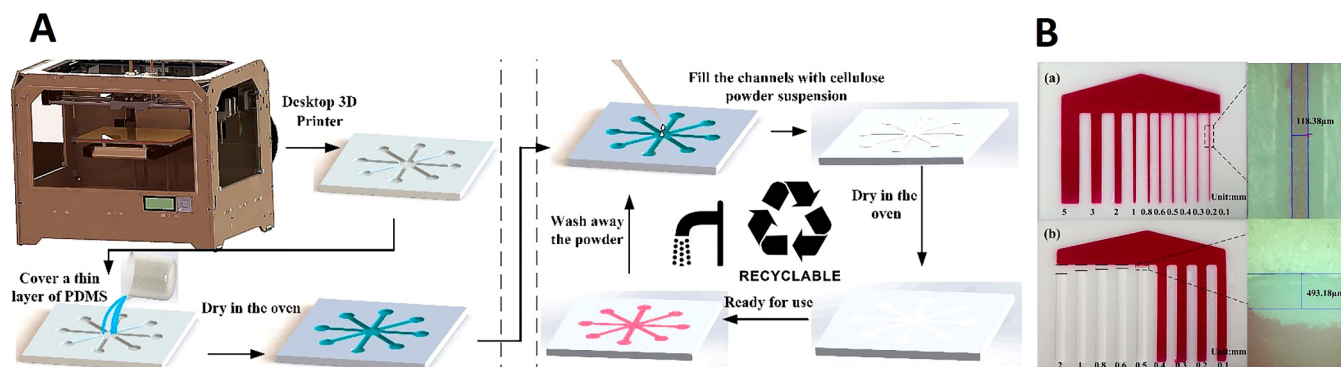 A
Desktop 3D
Printer
Cover a thin
layer of PDMS
Dry in the oven
Fill the channels with cellulose
powder suspension
Dry in the
oven
Wash away
the powder
RECYCLABLE
Ready for use
B
(a)
118.38μm
Unit:mm
5 3 2 1 0.8 0.6 0.5 0.4 0.3 0.2 0.1
(b)
493.18μm
Unit:mm
2 1 0.8 0.6 0.5 0.4 0.3 0.2 0.1